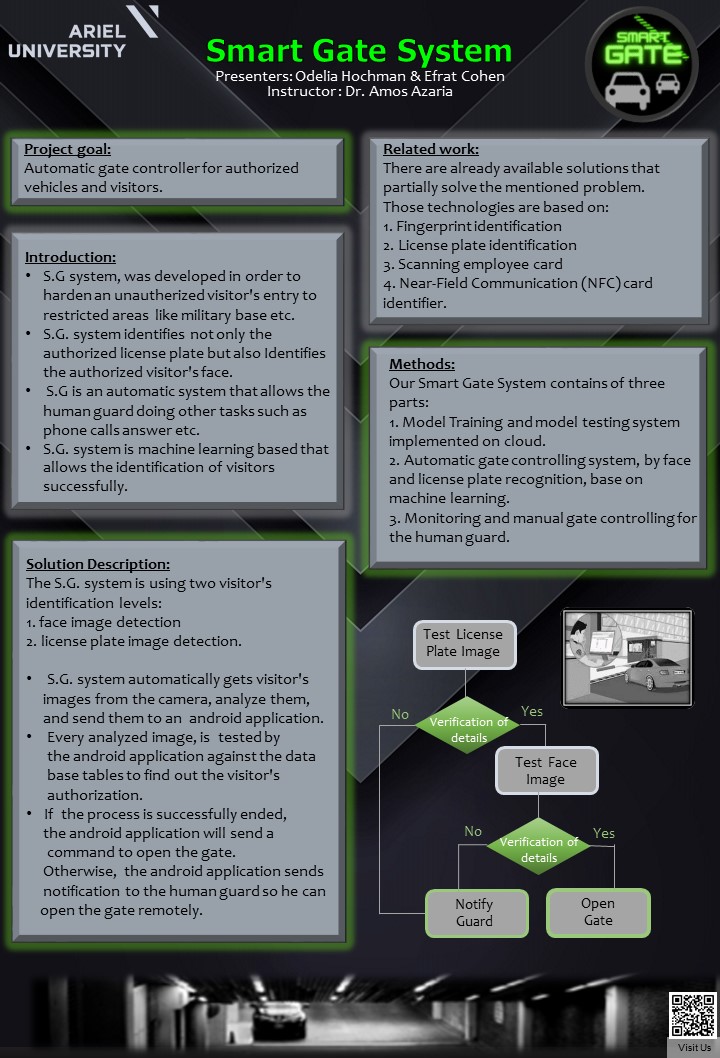 ARIEL
UNIVERSITY
Smart Gate System
Presenters: Odelia Hochman & Efrat Cohen
Instructor: Dr. Amos Azaria
SMART
GATE
Project goal:
Automatic gate controller for authorized
vehicles and visitors.
Introduction:
• S.G system, was developed in order to
harden an unautherized visitor's entry to
restricted areas like military base etc.
• S.G. system identifies not only the
authorized license plate but also Identifies
the authorized visitor's face.
• S.G is an automatic system that allows the
human guard doing other tasks such as
phone calls answer etc.
• S.G. system is machine learning based that
allows the identification of visitors
successfully.
Solution Description:
The S.G. system is using two visitor's
identification levels:
1. face image detection
2. license plate image detection.
• S.G. system automatically gets visitor's
images from the camera, analyze them,
and send them to an android application.
• Every analyzed image, is tested by
the android application against the data
base tables to find out the visitor's
authorization.
• If the process is successfully ended,
the android application will send a
command to open the gate.
Otherwise, the android application sends
notification to the human guard so he can
open the gate remotely.
Related work:
There are already available solutions that
partially solve the mentioned problem.
Those technologies are based on:
1. Fingerprint identification
2. License plate identification
3. Scanning employee card
4. Near-Field Communication (NFC) card
identifier.
Methods:
Our Smart Gate System contains of three
parts:
1. Model Training and model testing system
implemented on cloud.
2. Automatic gate controlling system, by face
and license plate recognition, base on
machine learning.
3. Monitoring and manual gate controlling for
the human guard.
Test License
Plate Image
No
Verification of
details
Yes
Test Face
Image
No
Verification of
details
Yes
Notify
Guard
Open
Gate
Visit Us